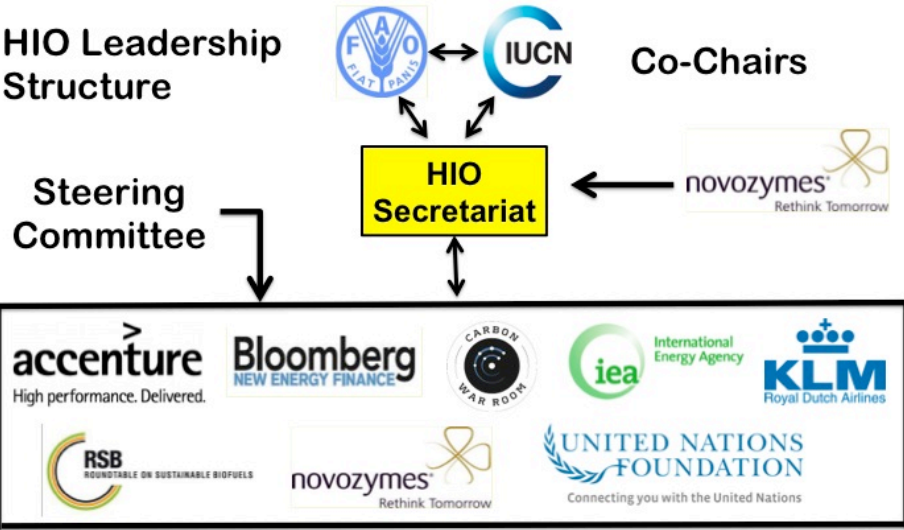 HIO Leadership
Structure
FAO
FIAT PANIS
IUCN
Co-Chairs
HIO
Secretariat
novozymes®
Rethink Tomorrow
Steering
Committee
>
accenture
High performance. Delivered.
Bloomberg
NEW ENERGY FINANCE
CARBON
WAR ROOM
iea
International
Energy Agency
KLM
Royal Dutch Airlines
RSB
ROUNDTABLE ON SUSTAINABLE BIOFUELS
novozymes®
Rethink Tomorrow
UNITED NATIONS
FOUNDATION
Connecting you with the United Nations